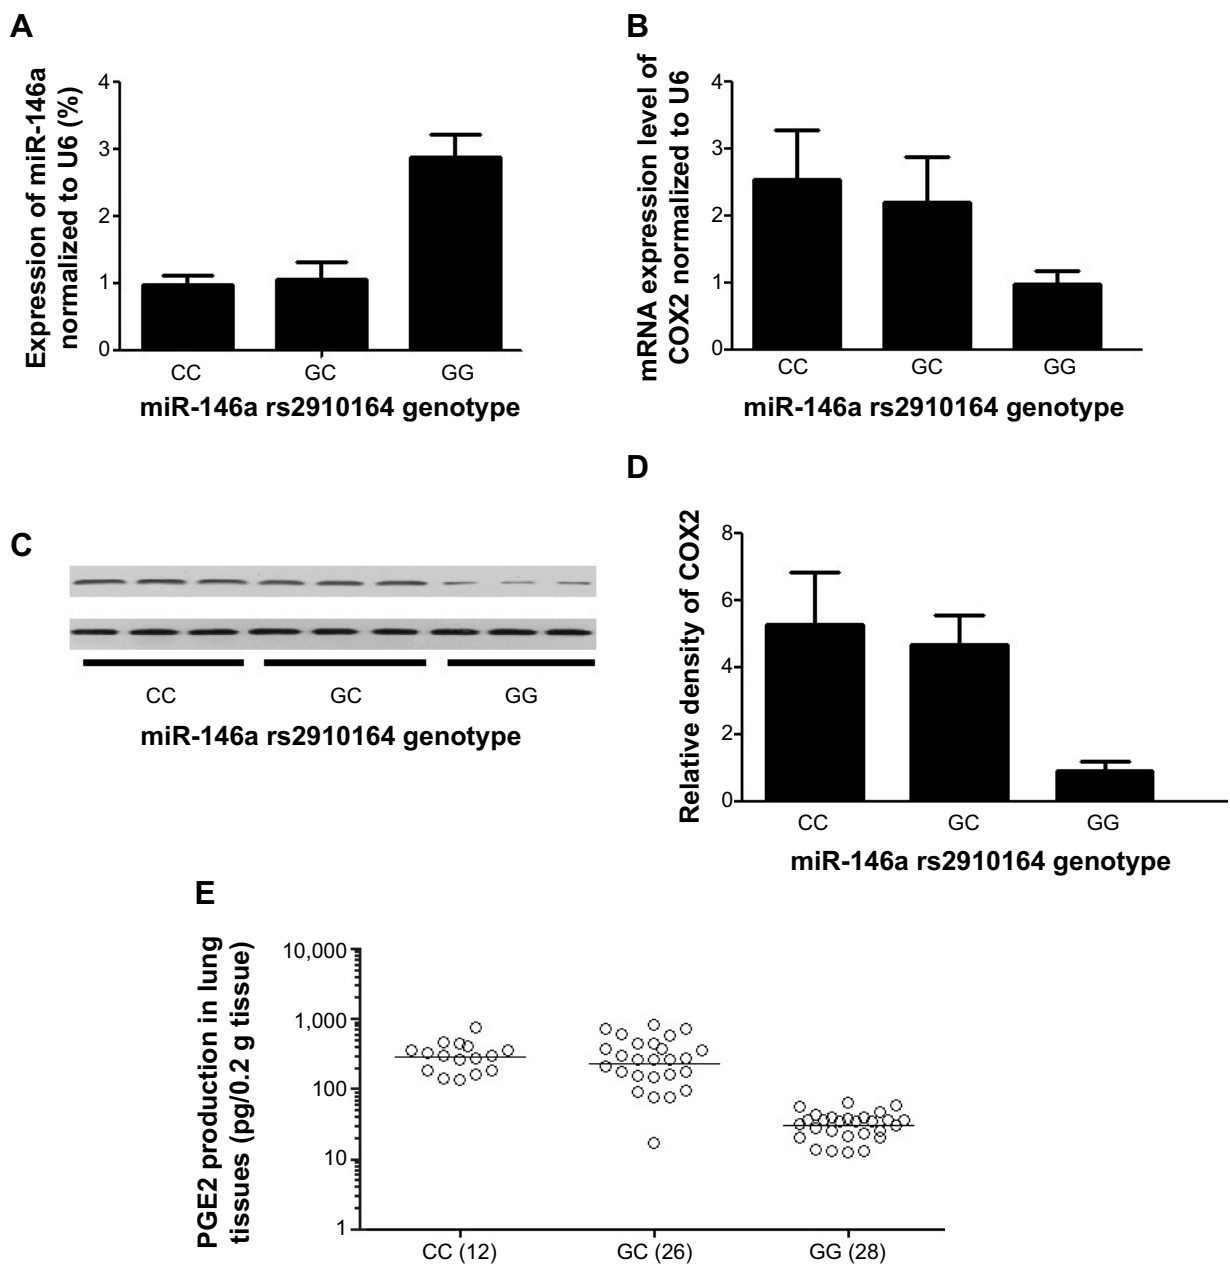 A
Expression of miR-146a
normalized to U6 (%)
4
3
2
1
0
CC GC GG
miR-146a rs2910164 genotype
B
mRNA expression level of
COX2 normalized to U6
4
3
2
1
0
CC GC GG
miR-146a rs2910164 genotype
C
CC GC GG
miR-146a rs2910164 genotype
D
Relative density of COX2
8
6
4
2
0
CC GC GG
miR-146a rs2910164 genotype
E
PGE2 production in lung
tissues (pg/0.2 g tissue)
10,000
1,000
100
10
1
CC (12) GC (26) GG (28)